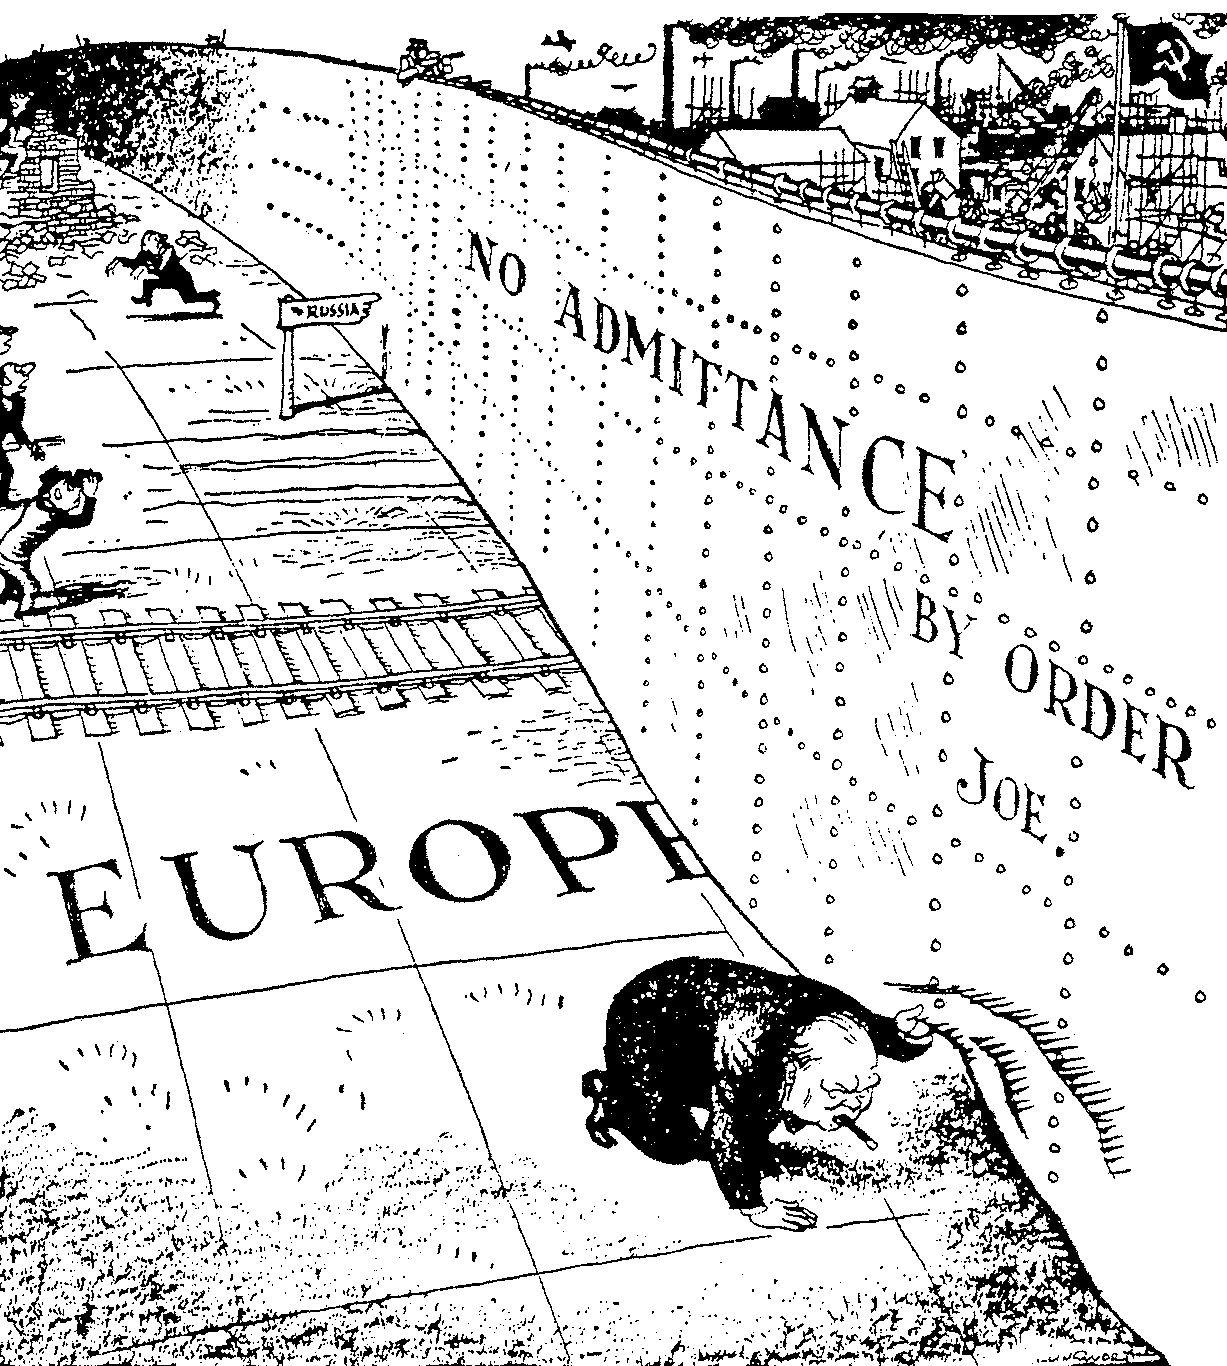 NO ADMITTANCE
RUSSIA
BY ORDER
JOE.
EUROPE